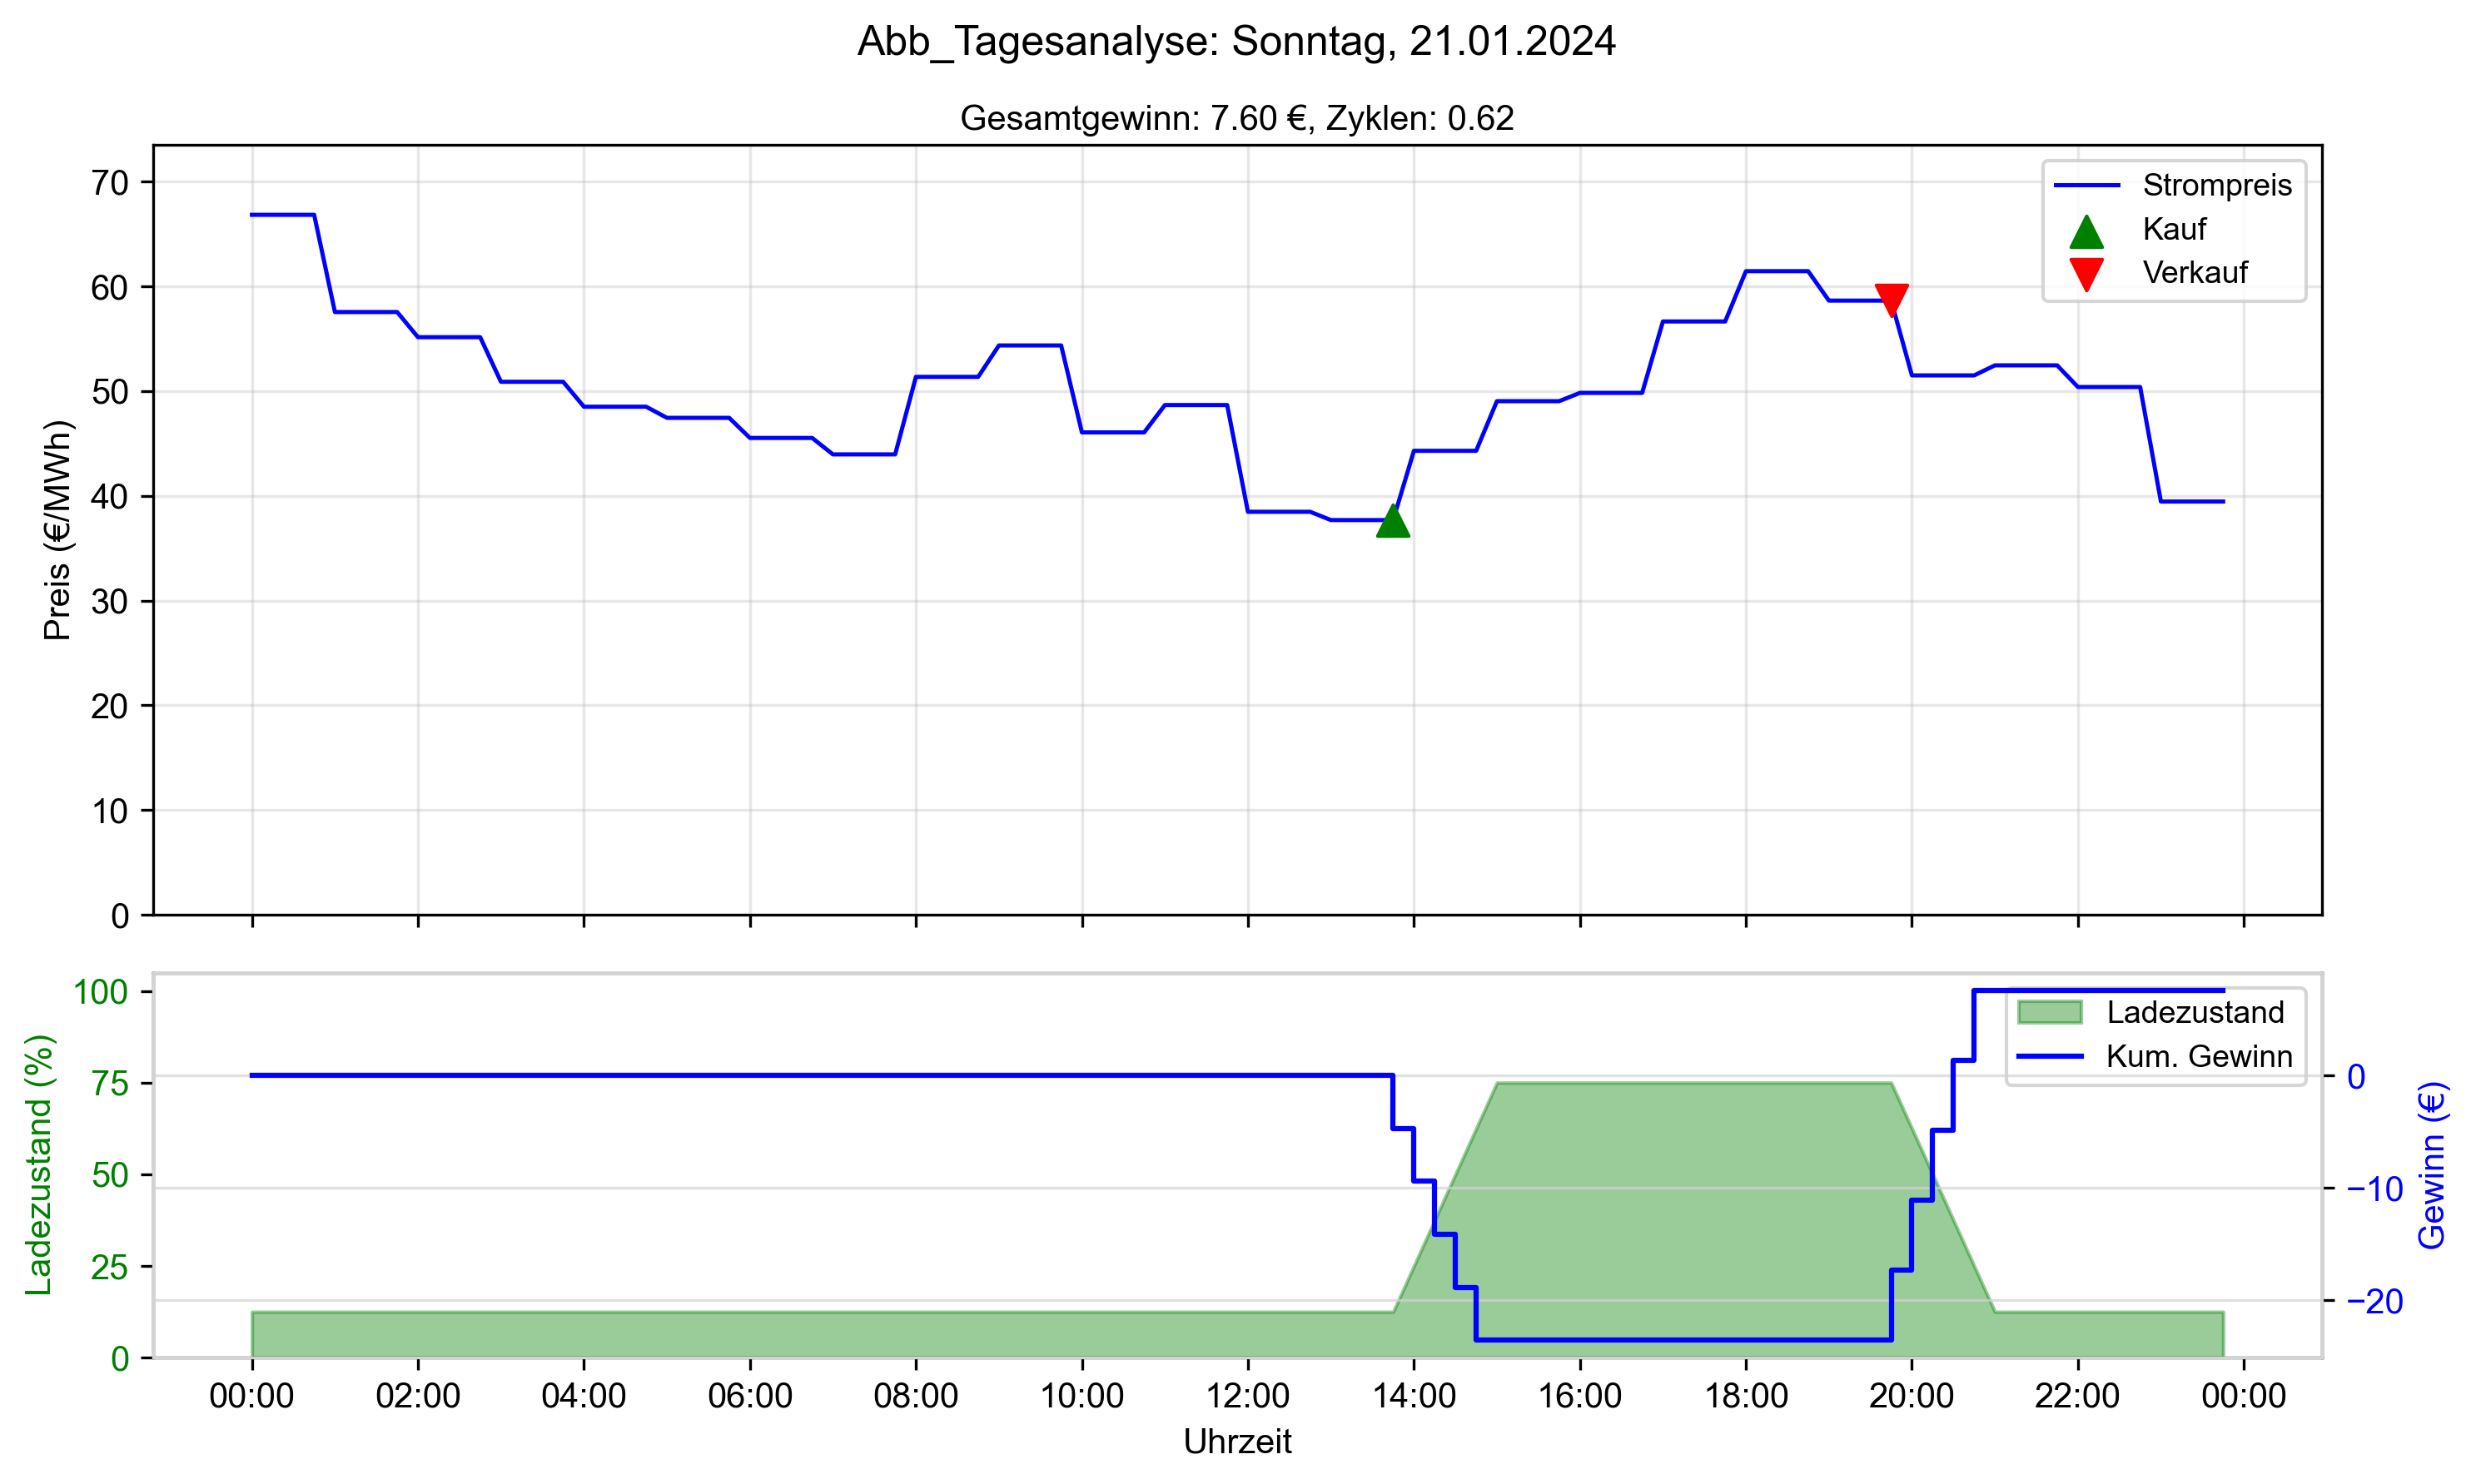 Abb_Tagesanalyse: Sonntag, 21.01.2024
Gesamtgewinn: 7.60 €, Zyklen: 0.62
Preis (€/MWh)
70
60
50
40
30
20
10
0
Strompreis
Kauf
Verkauf
Ladezustand (%)
100
75
50
25
0
Ladezustand
Kum. Gewinn
0
−10
−20
Gewinn (€)
00:00 02:00 04:00 06:00 08:00 10:00 12:00 14:00 16:00 18:00 20:00 22:00 00:00
Uhrzeit